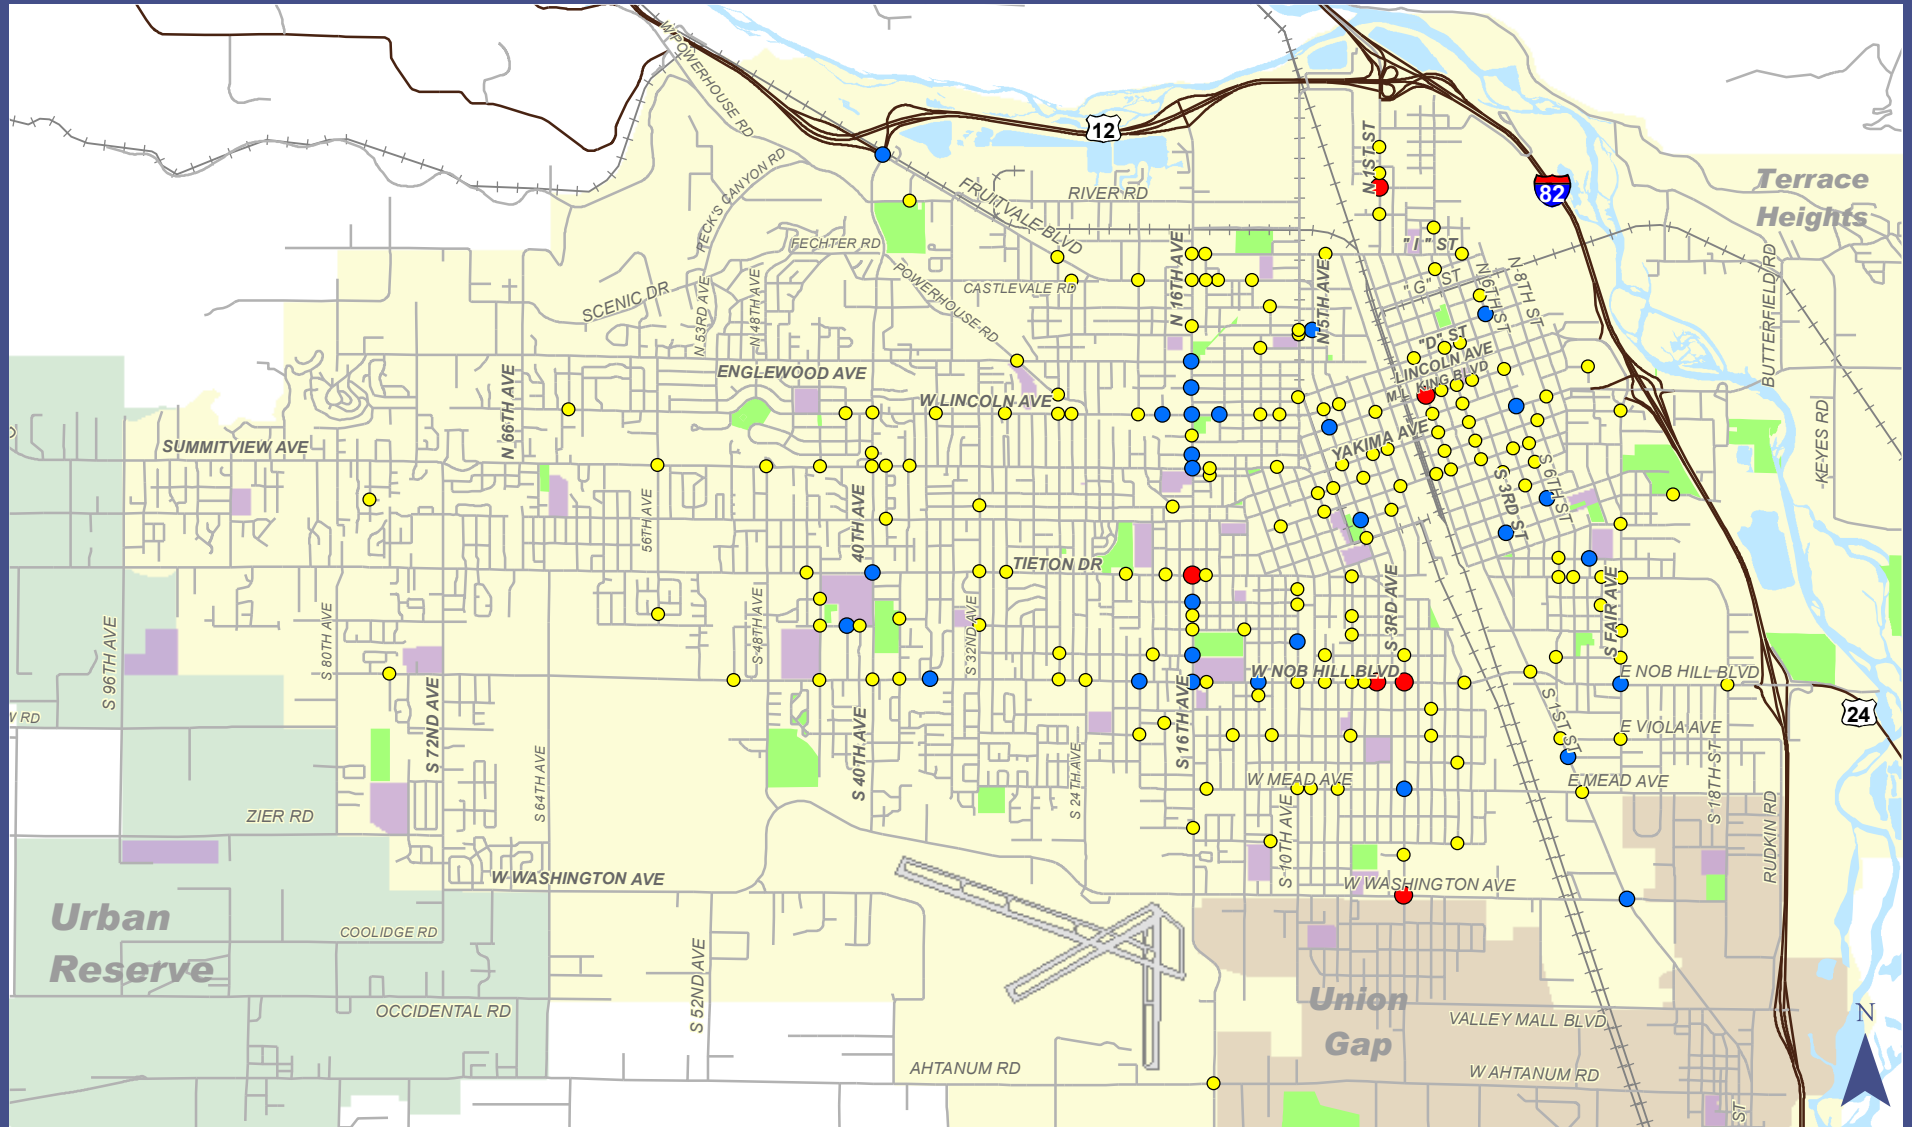 W POWERHOUSE RD
12
N 1ST ST
82
Terrace
Heights
PECK'S CANYON RD
FRUITVALE BLVD
RIVER RD
FECHTER RD
"I" ST
N 16TH AVE
N 5TH AVE
POWERHOUSE RD
CASTLEVALE RD
"G" ST
N 6TH ST
N 8TH ST
BUTTERFIELD RD
SCENIC DR
N 53RD AVE
N 48TH AVE
"D" ST
LINCOLN AVE
M L KING BLVD
ENGLEWOOD AVE
W LINCOLN AVE
N 66TH AVE
SUMMITVIEW AVE
YAKIMA AVE
KEYES RD
56TH AVE
40TH AVE
S 3RD ST
S 6TH ST
TIETON DR
S 96TH AVE
S 80TH AVE
S 48TH AVE
S 32ND AVE
S 3RD AVE
S FAIR AVE
W NOB HILL BLVD
E NOB HILL BLVD
W RD
S 72ND AVE
S 64TH AVE
S 40TH AVE
S 24TH AVE
S 16TH AVE
S 1ST ST
E VIOLA AVE
24
W MEAD AVE
E MEAD AVE
S 18TH ST
RUDKIN RD
ZIER RD
S 10TH AVE
W WASHINGTON AVE
W WASHINGTON AVE
Urban
Reserve
COOLIDGE RD
S 52ND AVE
OCCIDENTAL RD
Union
Gap
VALLEY MALL BLVD
N
AHTANUM RD
W AHTANUM RD
ST